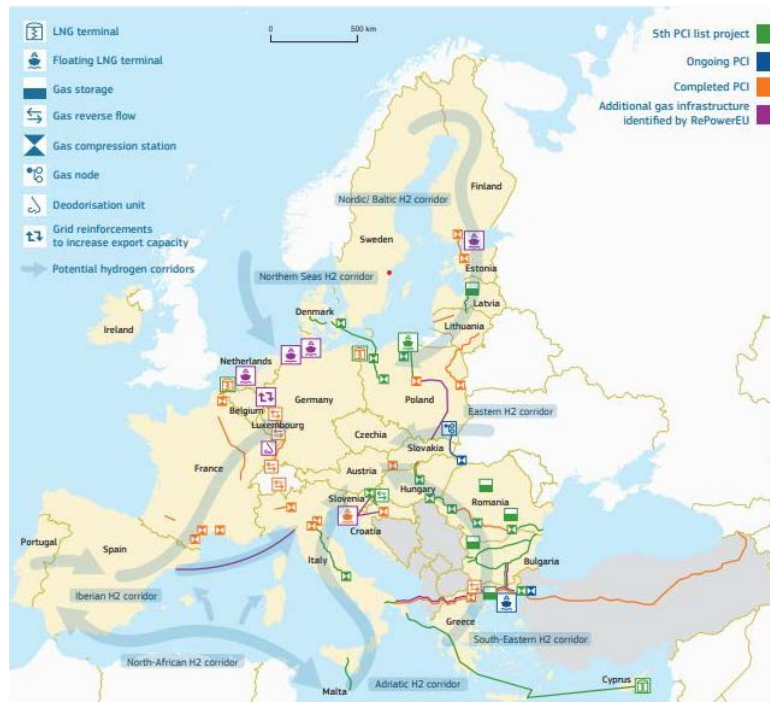 LNG terminal
Floating LNG terminal
Gas storage
Gas reverse flow
Gas compression station
Gas node
Deodorisation unit
Grid reinforcements
to increase export capacity
Potential hydrogen corridors
0
500 km
5th PCI list project
Ongoing PCI
Completed PCI
Additional gas infrastructure
identified by RePowerEU
Finland
Nordic/ Baltic H2 corridor
Sweden
Estonia
Northern Seas H2 corridor
Latvia
Denmark
Lithuania
Ireland
Netherlands
Germany
Poland
Belgium
Eastern H2 corridor
Luxembourg
Czechia
Slovakia
France
Austria
Hungary
Slovenia
Romania
Croatia
Portugal
Spain
Italy
Bulgaria
Iberian H2 corridor
Greece
South-Eastern H2 corridor
North-African H2 corridor
Adriatic H2 corridor
Cyprus
Malta